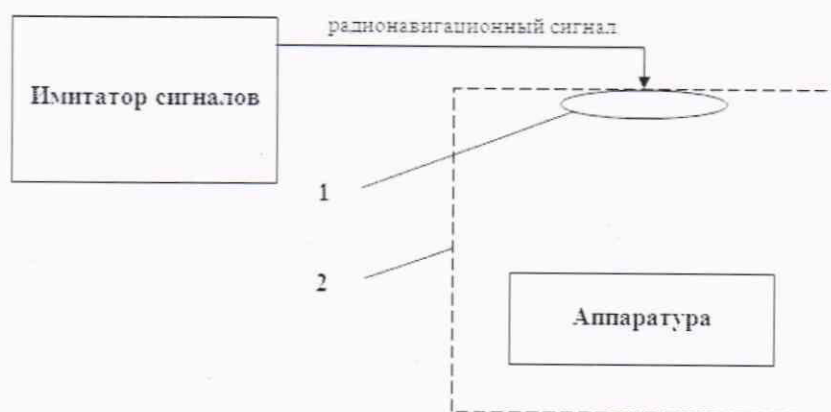 радионавигационный сигнал
Имитатор сигналов
1
2
Аппаратура